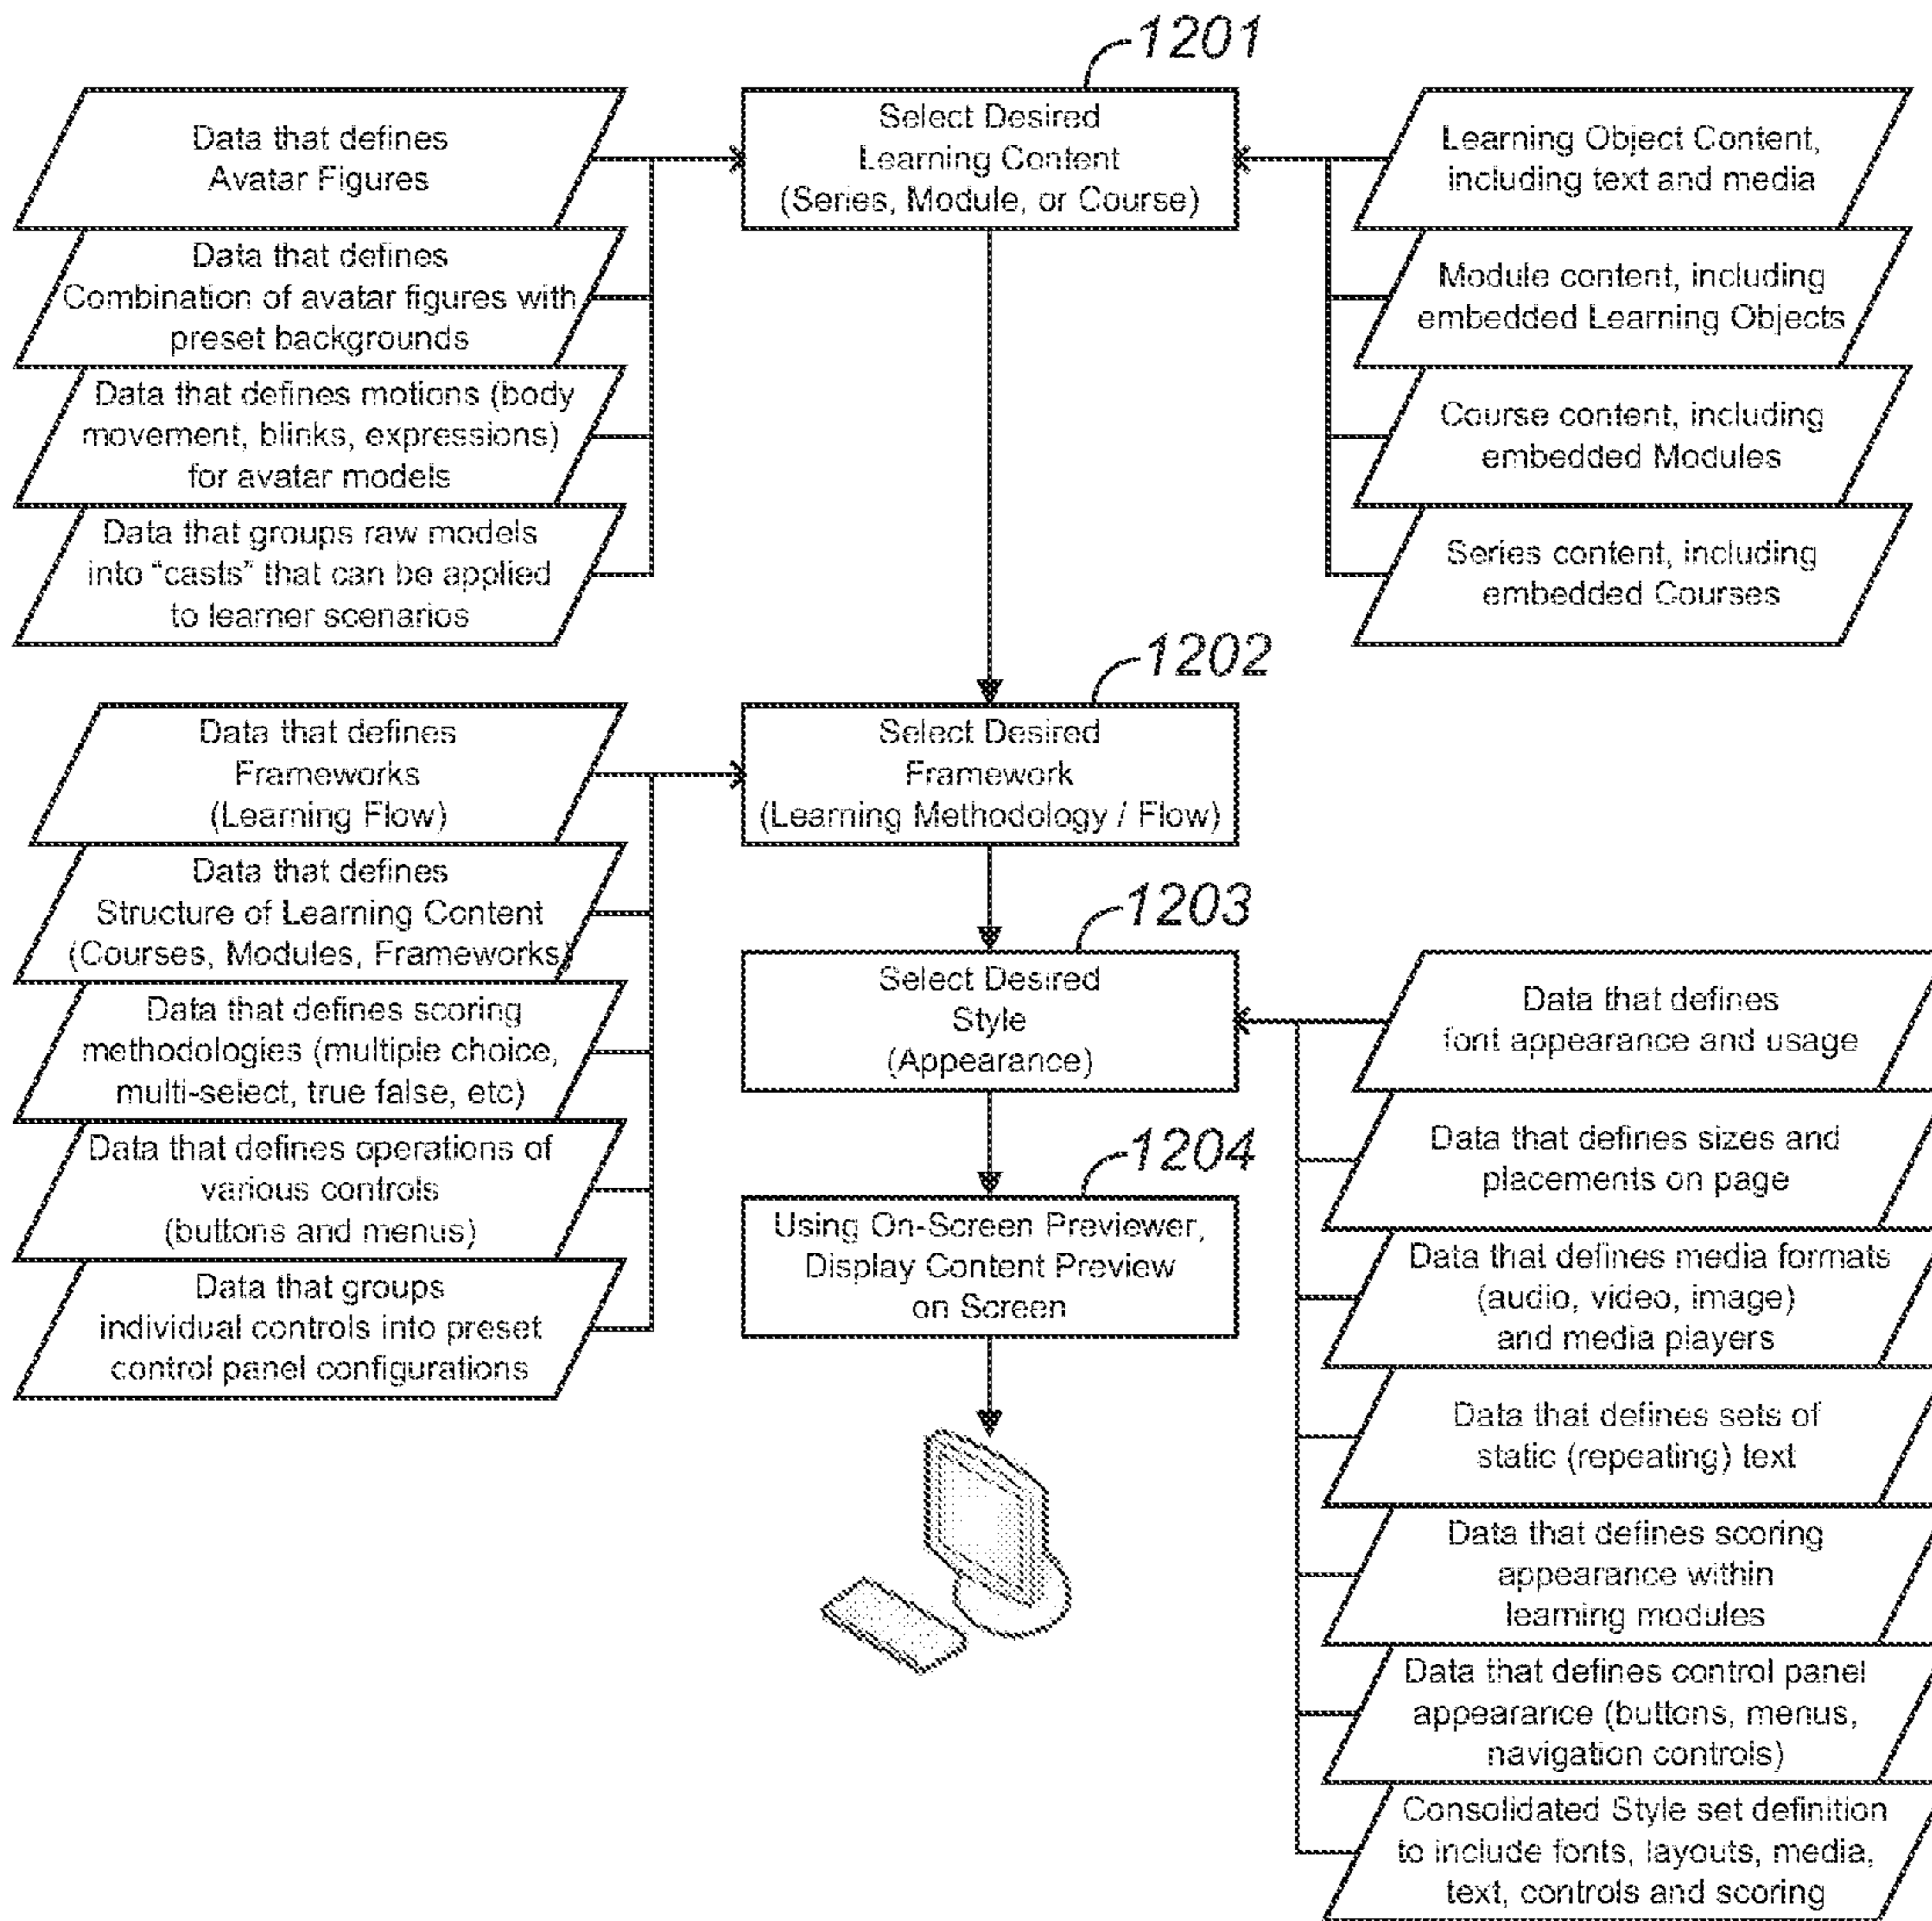 1201
Data that defines
Avatar Figures
Data that defines
Combination of avatar figures with
preset backgrounds
Data that defines motions (body
movement, blinks, expressions)
for avatar models
Data that groups raw models
into "casts" that can be applied
to learner scenarios
Select Desired
Learning Content
(Series, Module, or Course)
Learning Object Content,
including text and media
Module content, including
embedded Learning Objects
Course content, including
embedded Modules
Series content, including
embedded Courses
1202
Data that defines
Frameworks
(Learning Flow)
Data that defines
Structure of Learning Content
(Courses, Modules, Frameworks)
Data that defines scoring
methodologies (multiple choice,
multi-select, true false, etc)
Data that defines operations of
various controls
(buttons and menus)
Data that groups
individual controls into preset
control panel configurations
Select Desired
Framework
(Learning Methodology / Flow)
1203
Select Desired
Style
(Appearance)
1204
Using On-Screen Previewer,
Display Content Preview
on Screen
Data that defines
font appearance and usage
Data that defines sizes and
placements on page
Data that defines media formats
(audio, video, image)
and media players
Data that defines sets of
static (repeating) text
Data that defines scoring
appearance within
learning modules
Data that defines control panel
appearance (buttons, menus,
navigation controls)
Consolidated Style set definition
to include fonts, layouts, media,
text, controls and scoring